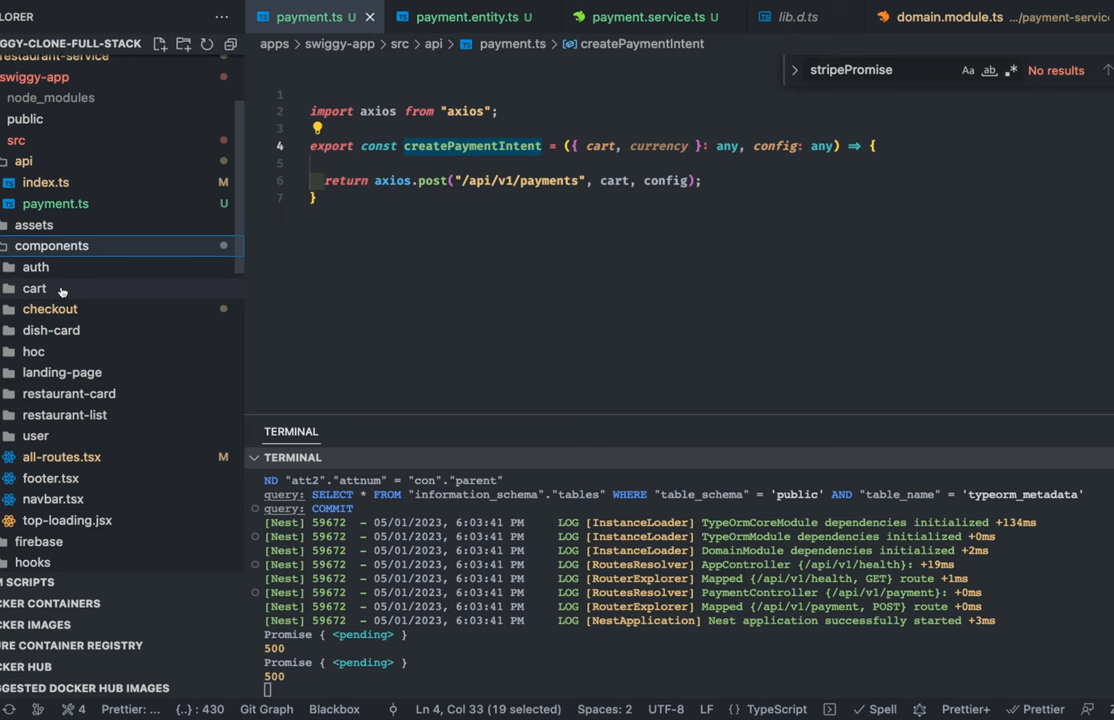 LORER
GGY-CLONE-FULL-STACK
restaurant-service
swiggy-app
node_modules
public
src
api
index.ts M
payment.ts U
assets
components
auth
cart
checkout
dish-card
hoc
landing-page
restaurant-card
restaurant-list
user
all-routes.tsx M
footer.tsx
navbar.tsx
top-loading.jsx
firebase
hooks
M SCRIPTS
CKER CONTAINERS
CKER IMAGES
URE CONTAINER REGISTRY
KER HUB
GGESTED DOCKER HUB IMAGES
payment.ts U
payment.entity.ts U
payment.service.ts U
lib.d.ts
domain.module.ts .../payment-servic
apps > swiggy-app > src > api > payment.ts > createPaymentIntent
stripePromise Aa ab .* No results
1
2 import axios from "axios";
3
4 export const createPaymentIntent = ({ cart, currency }: any, config: any) => {
5
6 return axios.post("/api/v1/payments", cart, config);
7 }
TERMINAL
TERMINAL
ND "att2"."attnum" = "con"."parent"
query: SELECT * FROM "information_schema"."tables" WHERE "table_schema" = 'public' AND "table_name" = 'typeorm_metadata'
query: COMMIT
[Nest] 59672 - 05/01/2023, 6:03:41 PM LOG [InstanceLoader] TypeOrmCoreModule dependencies initialized +134ms
[Nest] 59672 - 05/01/2023, 6:03:41 PM LOG [InstanceLoader] TypeOrmModule dependencies initialized +0ms
[Nest] 59672 - 05/01/2023, 6:03:41 PM LOG [InstanceLoader] DomainModule dependencies initialized +2ms
[Nest] 59672 - 05/01/2023, 6:03:41 PM LOG [RoutesResolver] AppController {/api/v1/health}: +19ms
[Nest] 59672 - 05/01/2023, 6:03:41 PM LOG [RouterExplorer] Mapped {/api/v1/health, GET} route +1ms
[Nest] 59672 - 05/01/2023, 6:03:41 PM LOG [RoutesResolver] PaymentController {/api/v1/payment}: +0ms
[Nest] 59672 - 05/01/2023, 6:03:41 PM LOG [RouterExplorer] Mapped {/api/v1/payment, POST} route +0ms
[Nest] 59672 - 05/01/2023, 6:03:41 PM LOG [NestApplication] Nest application successfully started +3ms
Promise { <pending> }
500
Promise { <pending> }
500
4 Prettier: ... {..} : 430 Git Graph Blackbox Ln 4, Col 33 (19 selected) Spaces: 2 UTF-8 LF { } TypeScript Spell Prettier+ Prettier